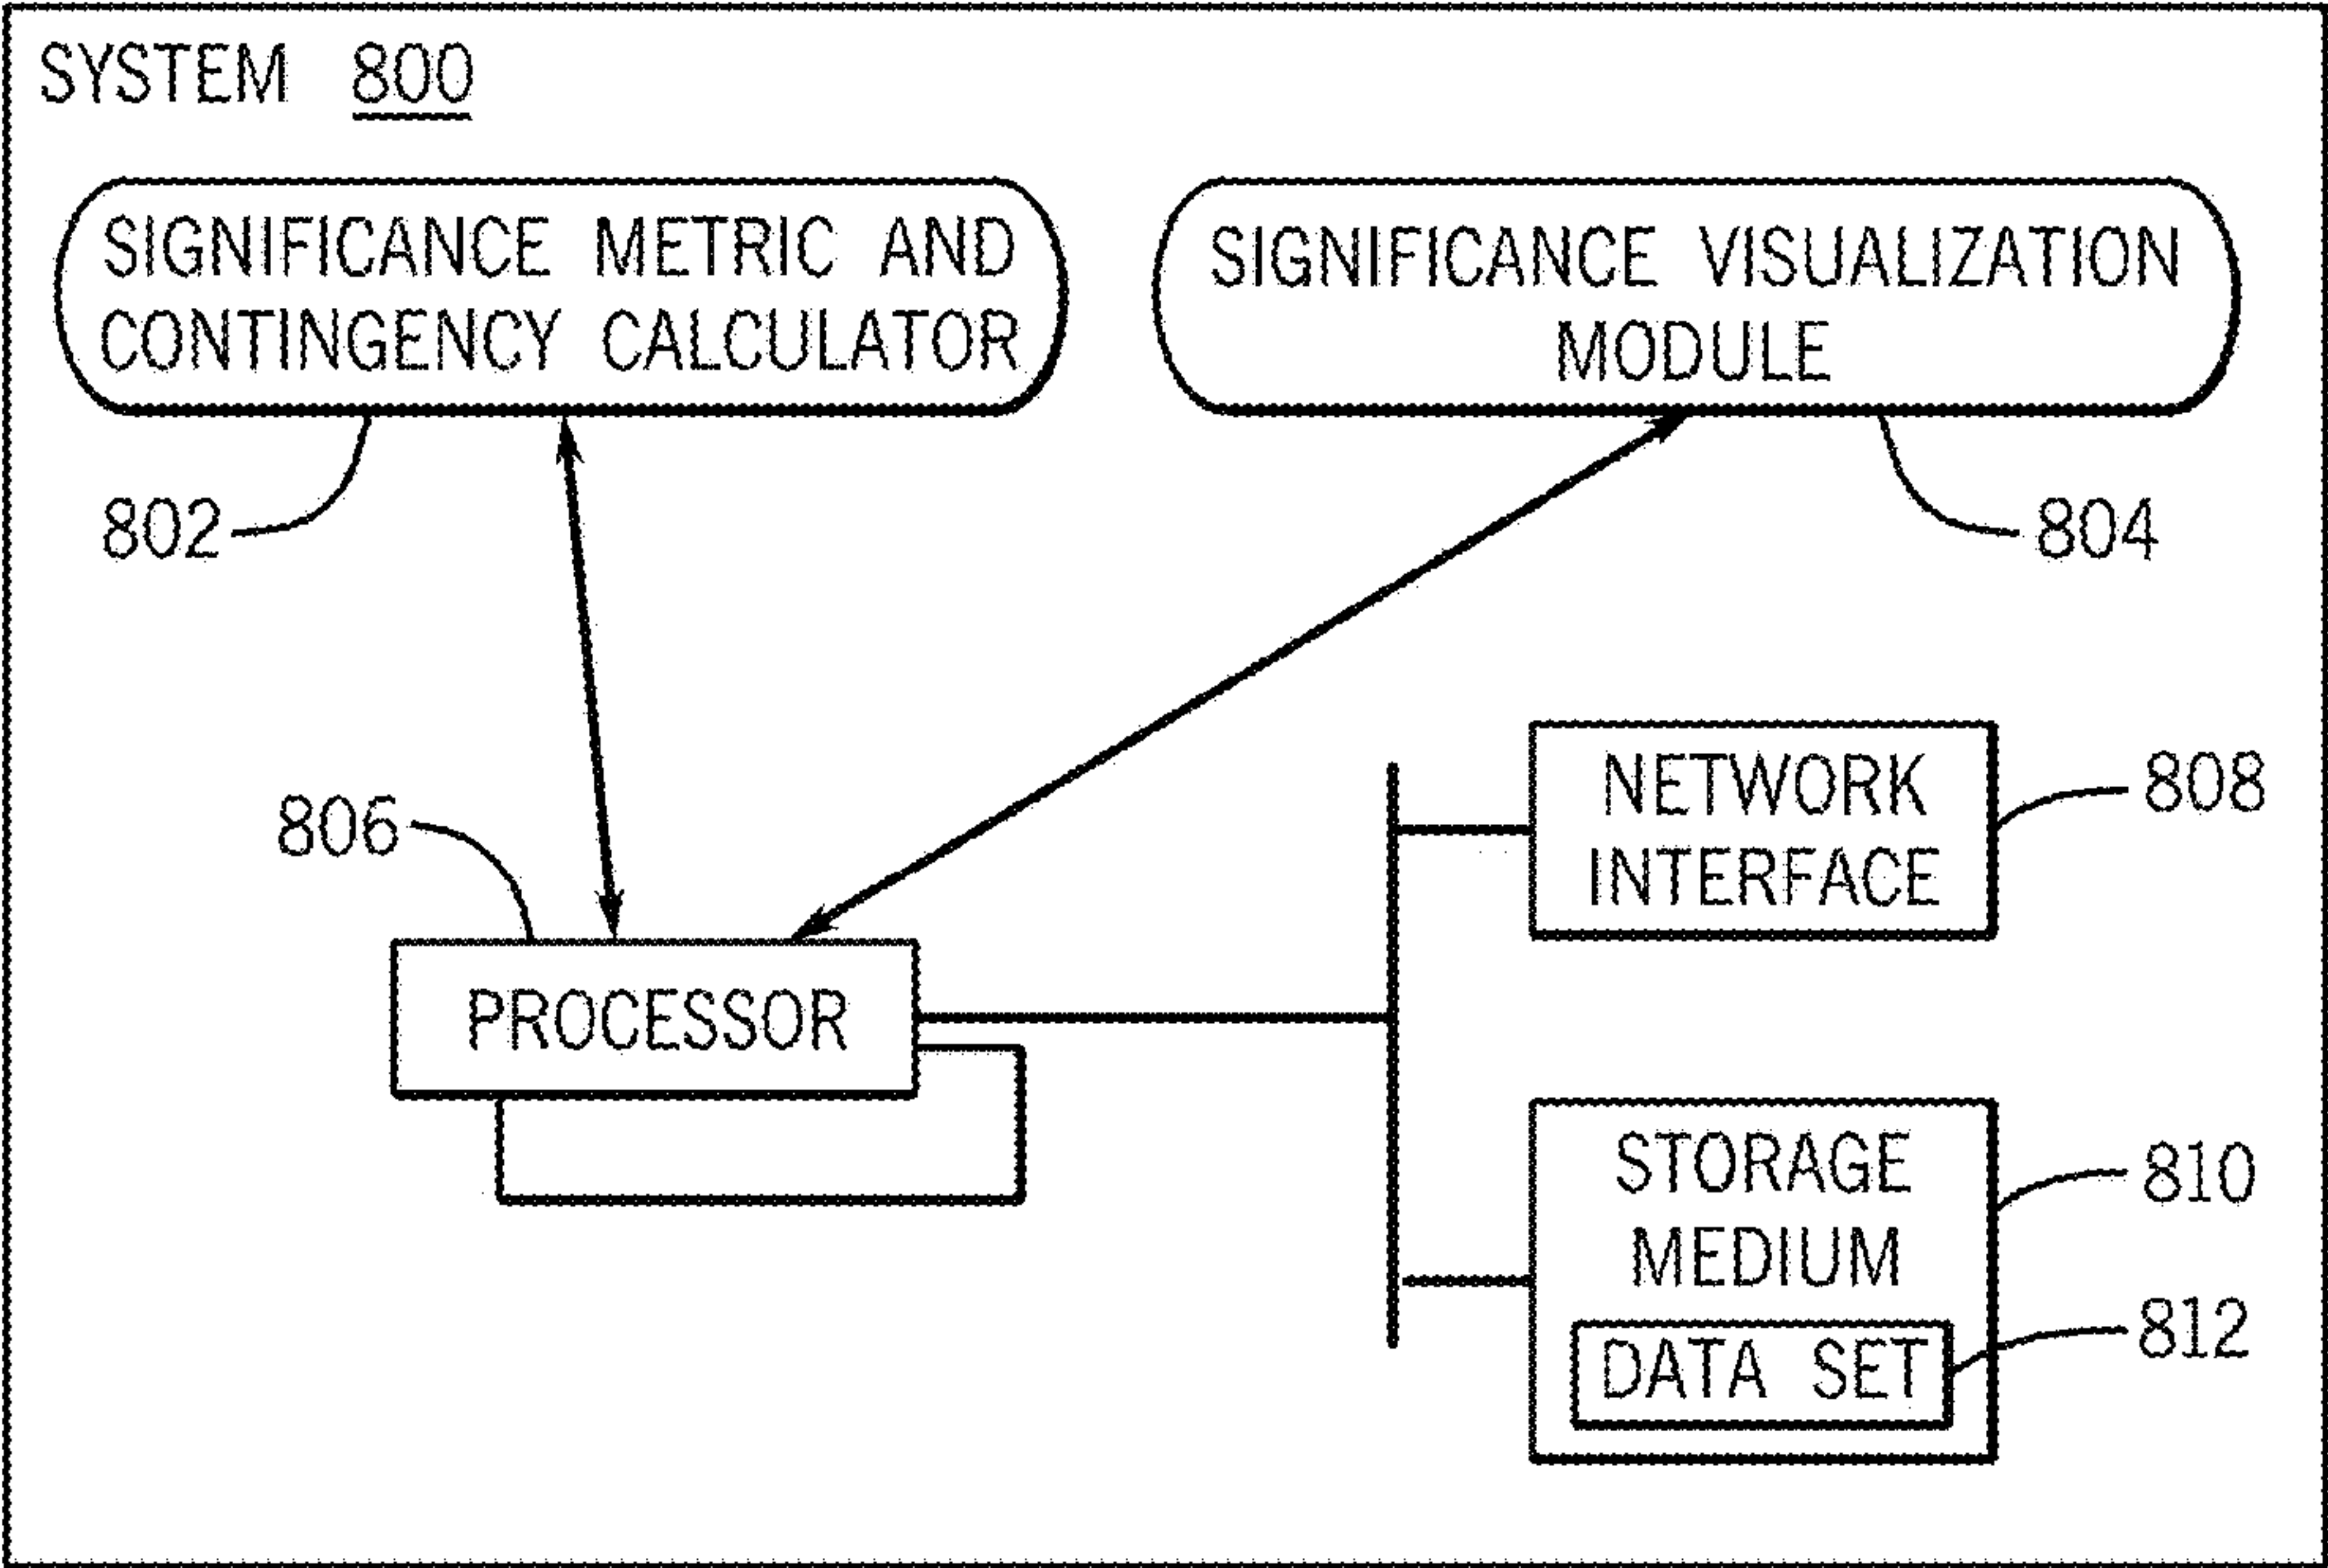 SYSTEM 800
SIGNIFICANCE METRIC AND
CONTINGENCY CALCULATOR
SIGNIFICANCE VISUALIZATION
MODULE
802
804
806
PROCESSOR
NETWORK
INTERFACE
808
STORAGE
MEDIUM
810
DATA SET
812